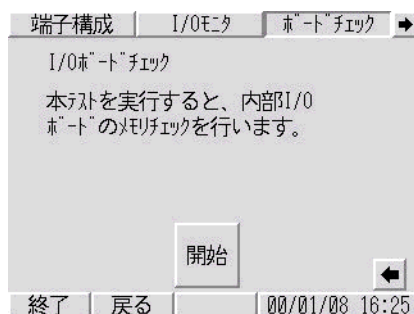 端子構成 I/Oﾓﾆﾀ ﾎﾞｰﾄﾞﾁｪｯｸ
I/Oﾎﾞｰﾄﾞﾁｪｯｸ
本ﾃｽﾄを実行すると、内部I/O
ﾎﾞｰﾄﾞのﾒﾓﾘﾁｪｯｸを行います。
開始
終了 戻る 00/01/08 16:25